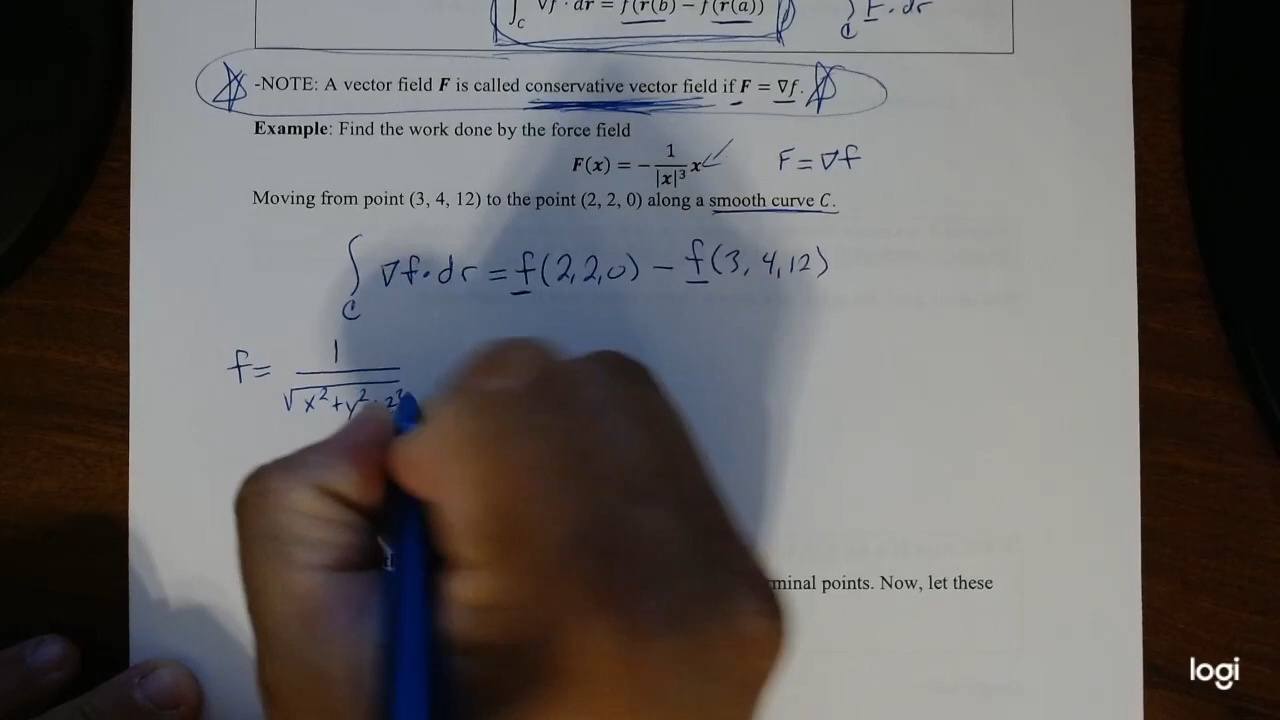 ∫_C ∇f · dr = f(r(b)) − f(r(a))
∫_C F · dr
-NOTE: A vector field F is called conservative vector field if F = ∇f.
Example: Find the work done by the force field
F(x) = − 1/|x|³ x
F = ∇f
Moving from point (3, 4, 12) to the point (2, 2, 0) along a smooth curve C.
∫_C ∇f · dr = f(2,2,0) − f(3,4,12)
f = 1/√(x²+y²+z²
minal points. Now, let these
logi